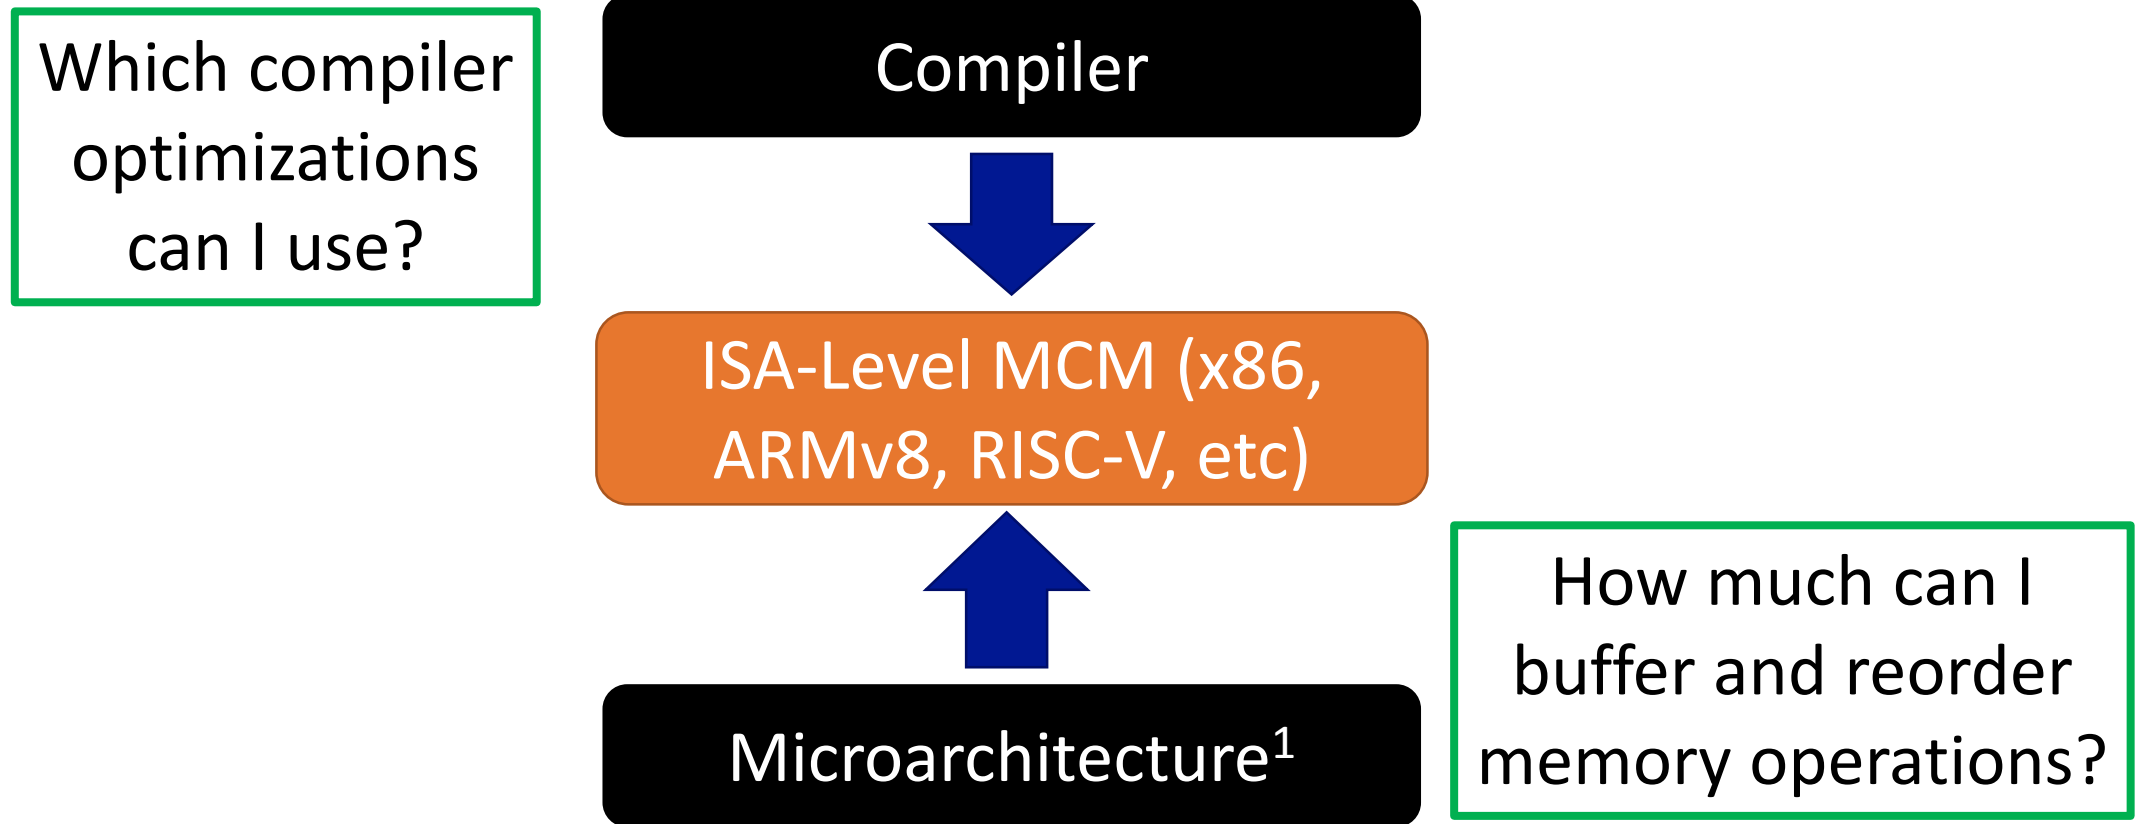 Which compiler
optimizations
can I use?
Compiler
ISA-Level MCM (x86,
ARMv8, RISC-V, etc)
Microarchitecture¹
How much can I
buffer and reorder
memory operations?